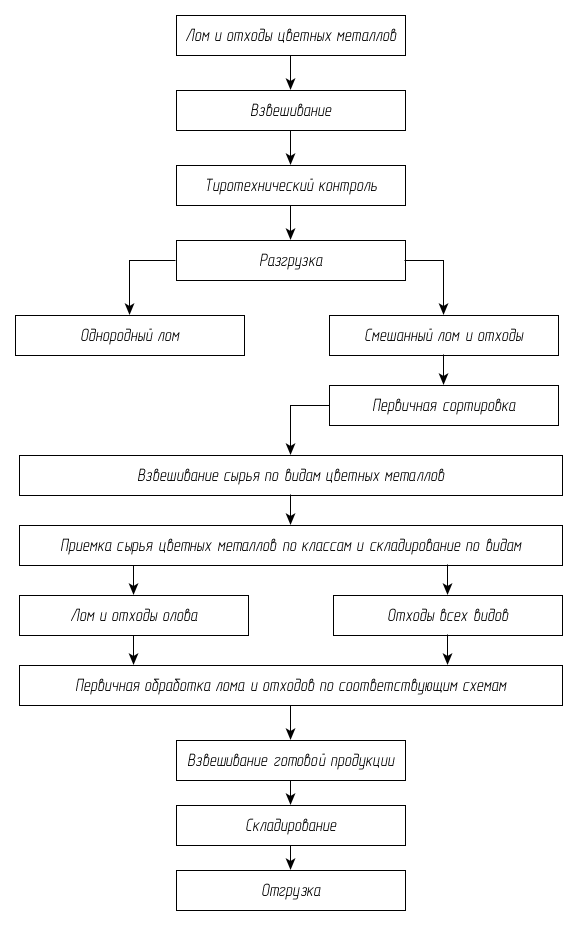 Лом и отходы цветных металлов
Взвешивание
Тиротехнический контроль
Разгрузка
Однородный лом
Смешанный лом и отходы
Первичная сортировка
Взвешивание сырья по видам цветных металлов
Приемка сырья цветных металлов по классам и складирование по видам
Лом и отходы олова
Отходы всех видов
Первичная обработка лома и отходов по соответствующим схемам
Взвешивание готовой продукции
Складирование
Отгрузка